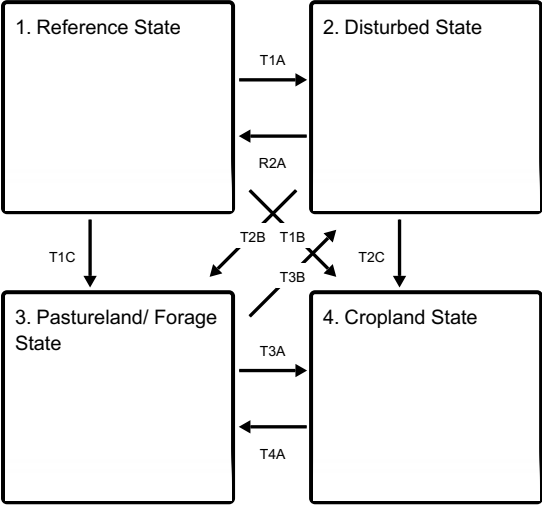 1. Reference State
2. Disturbed State
T1A
R2A
T2B
T1B
T1C
T2C
T3B
3. Pastureland/ Forage
State
4. Cropland State
T3A
T4A